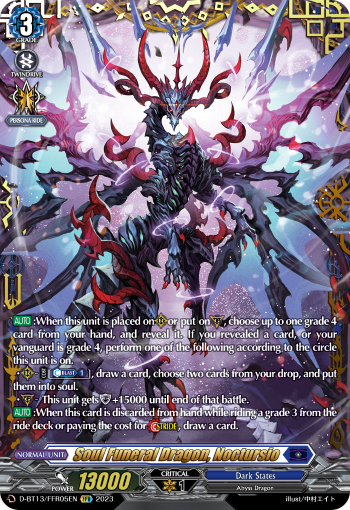 3
GRADE
TWINDRIVE
PERSONA RIDE
AUTO :When this unit is placed on or put on , choose up to one grade 4
card from your hand, and reveal it. If you revealed a card, or your
vanguard is grade 4, perform one of the following according to the circle
this unit is on.
· - BLAST 1 ], draw a card, choose two cards from your drop, and put
them into soul.
· - This unit gets +15000 until end of that battle.
AUTO :When this card is discarded from hand while riding a grade 3 from the
ride deck or paying the cost for STRIDE , draw a card.
NORMAL UNIT
Soul Funeral Dragon, Noctursio
POWER 13000
CRITICAL
1
Dark States
Abyss Dragon
D-BT13/FFR05EN FFR 2023
illust/中村エイト